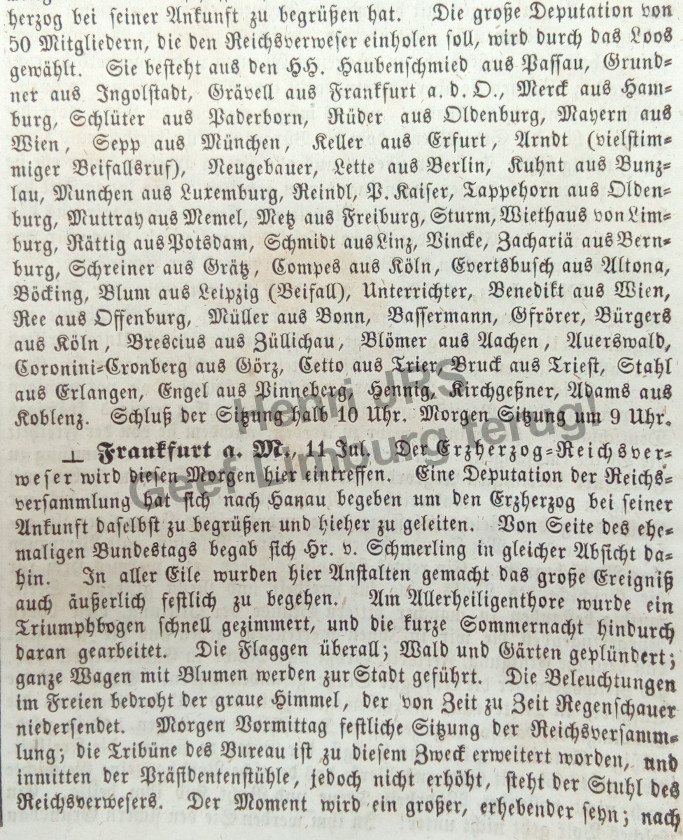 herzog bei seiner Ankunft zu begrüßen hat. Die große Deputation von
50 Mitgliedern, die den Reichsverweser einholen soll, wird durch das Loos
gewählt. Sie besteht aus den HH. Haubenschmied aus Passau, Grund-
ner aus Ingolstadt, Grävell aus Frankfurt a. d. O., Merck aus Ham-
burg, Schlüter aus Paderborn, Rüder aus Oldenburg, Mayern aus
Wien, Sepp aus München, Keller aus Erfurt, Arndt (vielstim-
miger Beifallsruf), Neugebauer, Lette aus Berlin, Kuhnt aus Bunz-
lau, Munchen aus Luxemburg, Reindl, P. Kaiser, Tappehorn aus Olden-
burg, Muttray aus Memel, Metz aus Freiburg, Sturm, Wiethaus von Lim-
burg, Rättig aus Potsdam, Schmidt aus Linz, Vincke, Zachariä aus Bern-
burg, Schreiner aus Grätz, Compes aus Köln, Evertsbusch aus Altona,
Böcking, Blum aus Leipzig (Beifall), Unterrichter, Benedikt aus Wien,
Ree aus Offenburg, Müller aus Bonn, Bassermann, Gfrörer, Bürgers
aus Köln, Brescius aus Züllichau, Blömer aus Aachen, Auerswald,
Coronini-Cronberg aus Görz, Cetto aus Trier, Bruck aus Triest, Stahl
aus Erlangen, Engel aus Pinneberg, Hennig, Kirchgeßner, Adams aus
Koblenz. Schluß der Sitzung halb 10 Uhr. Morgen Sitzung um 9 Uhr.
⊥ Frankfurt a. M., 11 Jul. Der Erzherzog-Reichsver-
weser wird diesen Morgen hier eintreffen. Eine Deputation der Reichs-
versammlung hat sich nach Hanau begeben um den Erzherzog bei seiner
Ankunft daselbst zu begrüßen und hieher zu geleiten. Von Seite des ehe-
maligen Bundestags begab sich Hr. v. Schmerling in gleicher Absicht da-
hin. In aller Eile wurden hier Anstalten gemacht das große Ereigniß
auch äußerlich festlich zu begehen. Am Allerheiligenthore wurde ein
Triumphbogen schnell gezimmert, und die kurze Sommernacht hindurch
daran gearbeitet. Die Flaggen überall; Wald und Gärten geplündert;
ganze Wagen mit Blumen werden zur Stadt geführt. Die Beleuchtungen
im Freien bedroht der graue Himmel, der von Zeit zu Zeit Regenschauer
niedersendet. Morgen Vormittag festliche Sitzung der Reichsversamm-
lung; die Tribüne des Bureau ist zu diesem Zweck erweitert worden, und
inmitten der Präsidentenstühle, jedoch nicht erhöht, steht der Stuhl des
Reichsverwesers. Der Moment wird ein großer, erhebender seyn; nach
Henri JRS
Geef Limburg terug!